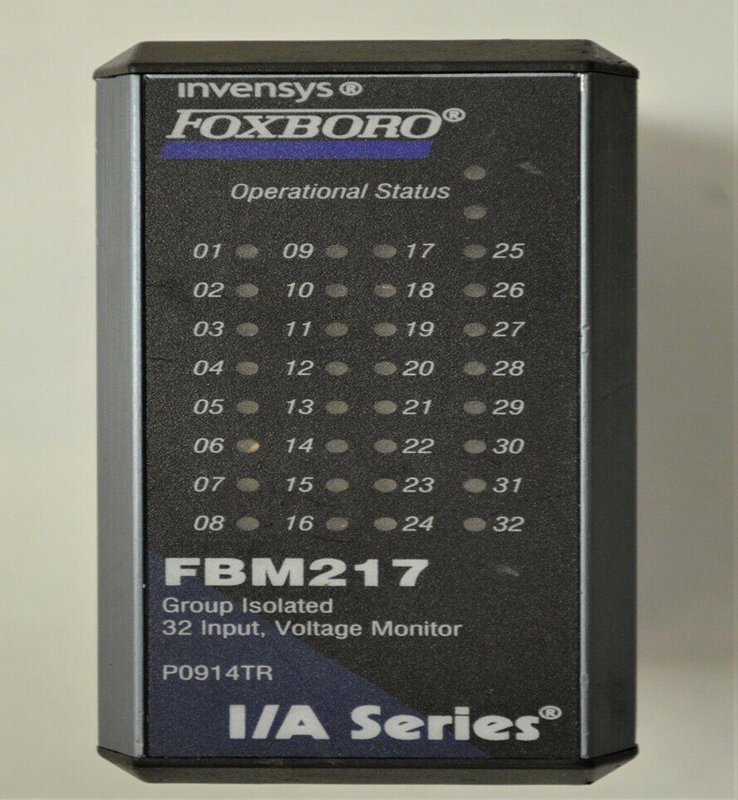 invensys®
FOXBORO®
Operational Status
01 09 17 25
02 10 18 26
03 11 19 27
04 12 20 28
05 13 21 29
06 14 22 30
07 15 23 31
08 16 24 32
FBM217
Group Isolated
32 Input, Voltage Monitor
P0914TR
I/A Series®